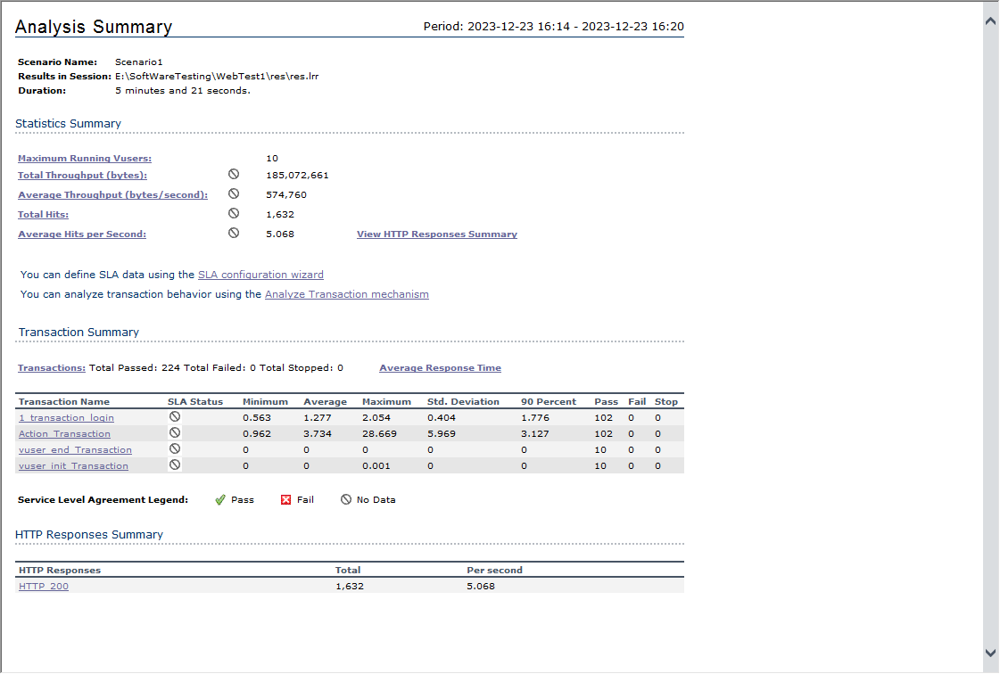 Analysis Summary Period: 2023-12-23 16:14 - 2023-12-23 16:20
Scenario Name: Scenario1
Results in Session: E:\SoftWareTesting\WebTest1\res\res.lrr
Duration: 5 minutes and 21 seconds.
Statistics Summary
Maximum Running Vusers: 10
Total Throughput (bytes): 185,072,661
Average Throughput (bytes/second): 574,760
Total Hits: 1,632
Average Hits per Second: 5.068 View HTTP Responses Summary
You can define SLA data using the SLA configuration wizard
You can analyze transaction behavior using the Analyze Transaction mechanism
Transaction Summary
Transactions: Total Passed: 224 Total Failed: 0 Total Stopped: 0 Average Response Time
Transaction Name SLA Status Minimum Average Maximum Std. Deviation 90 Percent Pass Fail Stop
1_transaction_login 0.563 1.277 2.054 0.404 1.776 102 0 0
Action_Transaction 0.962 3.734 28.669 5.969 3.127 102 0 0
vuser_end_Transaction 0 0 0 0 0 10 0 0
vuser_init_Transaction 0 0 0.001 0 0 10 0 0
Service Level Agreement Legend: Pass Fail No Data
HTTP Responses Summary
HTTP Responses Total Per second
HTTP_200 1,632 5.068